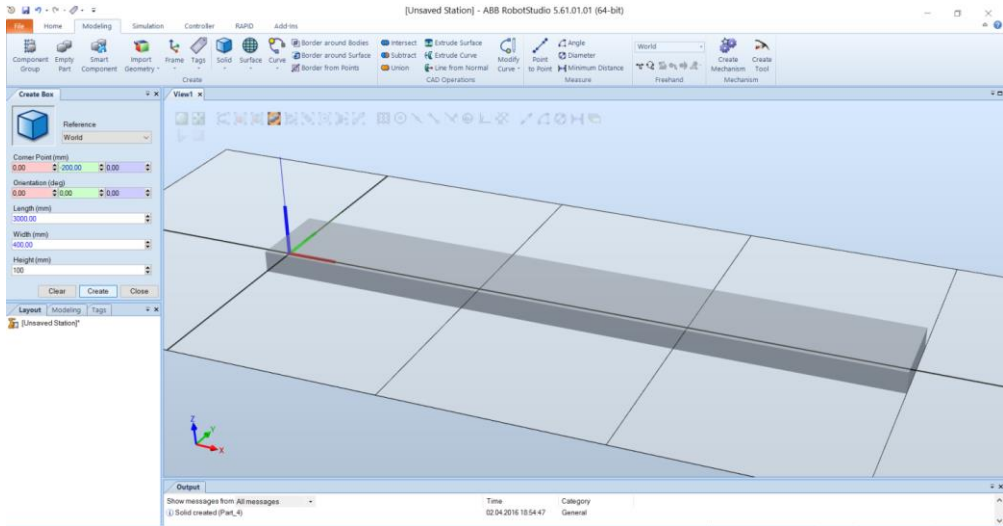 [Unsaved Station] - ABB RobotStudio 5.61.01.01 (64-bit)
File Home Modeling Simulation Controller RAPID Add-Ins
Component Group
Empty Part
Smart Component
Import Geometry
Frame
Tags
Solid
Surface
Curve
Border around Bodies
Border around Surface
Border from Points
Create
Intersect
Subtract
Union
Extrude Surface
Extrude Curve
Line from Normal
Modify Curve
CAD Operations
Point to Point
Angle
Diameter
Minimum Distance
Measure
World
Freehand
Create Mechanism
Create Tool
Mechanism
Create Box
View1
Reference
World
Corner Point (mm)
0,00 -200,00 0,00
Orientation (deg)
0,00 0,00 0,00
Length (mm)
3000,00
Width (mm)
400,00
Height (mm)
100
Clear Create Close
Layout Modeling Tags
[Unsaved Station]*
Z
Y
X
Output
Show messages from: All messages Time Category
Solid created (Part_4) 02.04.2016 18:54:47 General